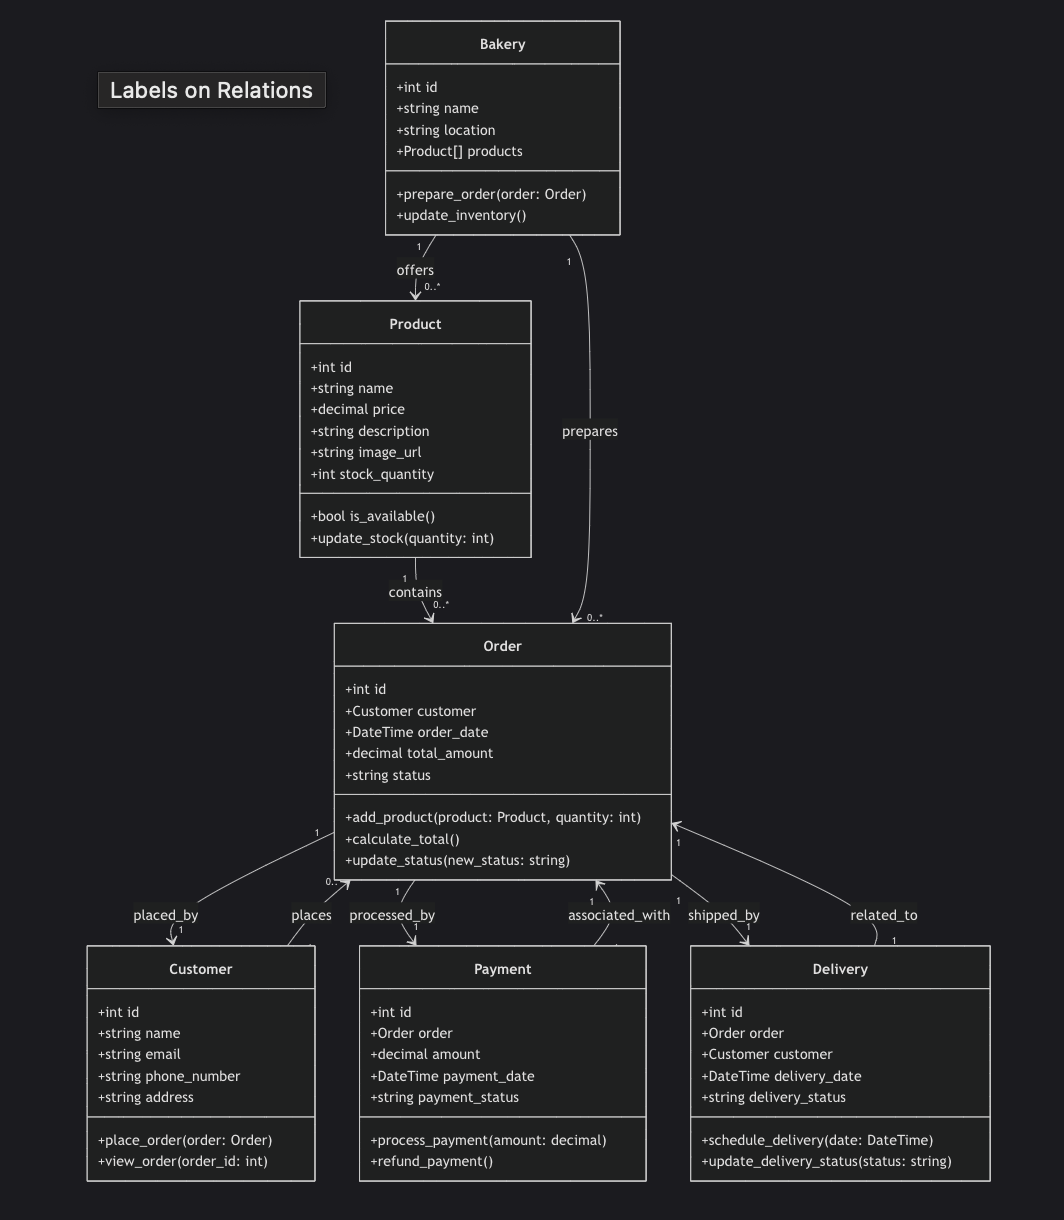 Labels on Relations
Bakery
+int id
+string name
+string location
+Product[] products
+prepare_order(order: Order)
+update_inventory()
1
1
offers
0..*
Product
+int id
+string name
+decimal price
+string description
+string image_url
+int stock_quantity
+bool is_available()
+update_stock(quantity: int)
prepares
1
contains
0..*
0..*
Order
+int id
+Customer customer
+DateTime order_date
+decimal total_amount
+string status
+add_product(product: Product, quantity: int)
+calculate_total()
+update_status(new_status: string)
1
1
0..
1
1
1
placed_by
places
processed_by
associated_with
shipped_by
related_to
1
1
1
1
Customer
+int id
+string name
+string email
+string phone_number
+string address
+place_order(order: Order)
+view_order(order_id: int)
Payment
+int id
+Order order
+decimal amount
+DateTime payment_date
+string payment_status
+process_payment(amount: decimal)
+refund_payment()
Delivery
+int id
+Order order
+Customer customer
+DateTime delivery_date
+string delivery_status
+schedule_delivery(date: DateTime)
+update_delivery_status(status: string)